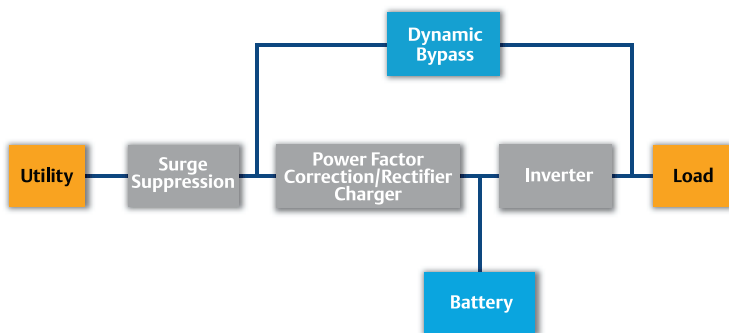 Dynamic
Bypass
Utility
Surge
Suppression
Power Factor
Correction/Rectifier
Charger
Inverter
Load
Battery